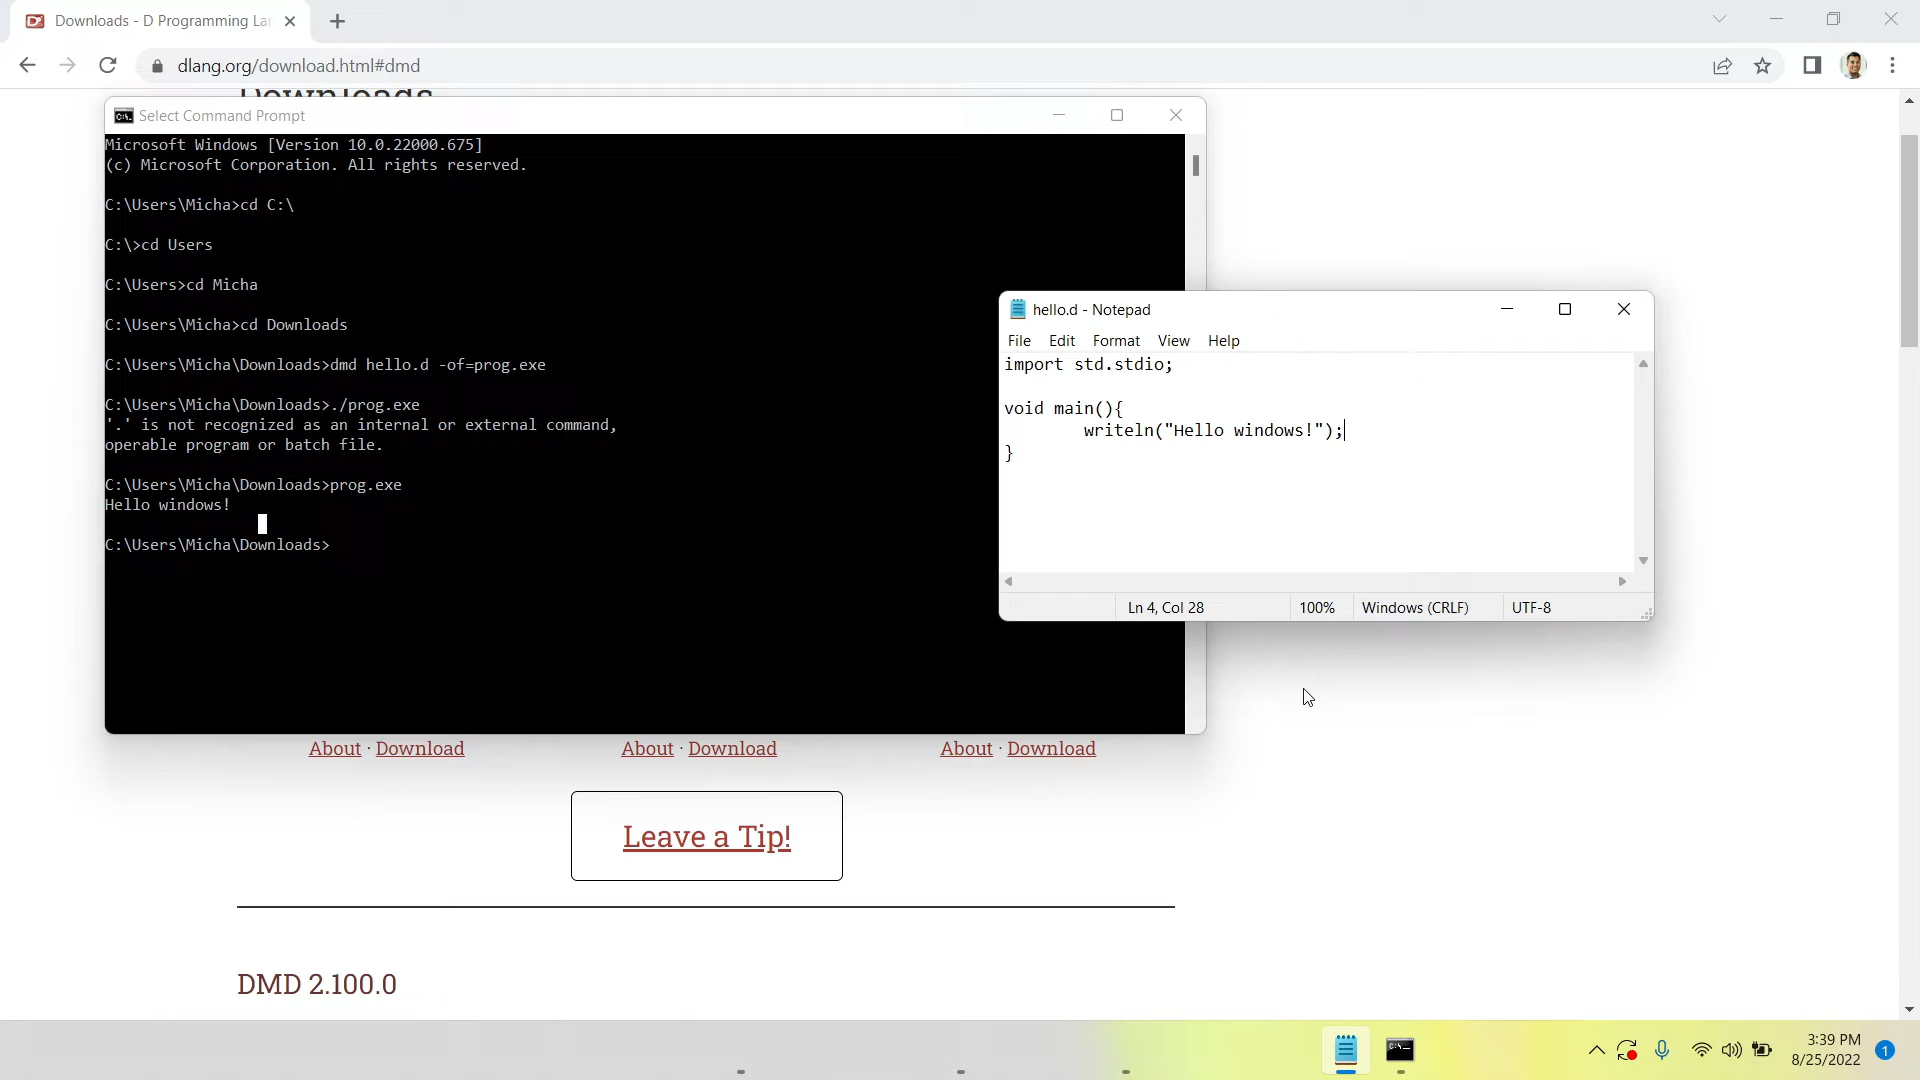 Downloads - D Programming Lar
dlang.org/download.html#dmd
Downloads
Select Command Prompt
Microsoft Windows [Version 10.0.22000.675]
(c) Microsoft Corporation. All rights reserved.
C:\Users\Micha>cd C:\
C:\>cd Users
C:\Users>cd Micha
C:\Users\Micha>cd Downloads
C:\Users\Micha\Downloads>dmd hello.d -of=prog.exe
C:\Users\Micha\Downloads>./prog.exe
'.' is not recognized as an internal or external command,
operable program or batch file.
C:\Users\Micha\Downloads>prog.exe
Hello windows!
C:\Users\Micha\Downloads>
hello.d - Notepad
File Edit Format View Help
import std.stdio;
void main(){
writeln("Hello windows!");
}
Ln 4, Col 28 100% Windows (CRLF) UTF-8
About · Download About · Download About · Download
Leave a Tip!
DMD 2.100.0
3:39 PM
8/25/2022
1